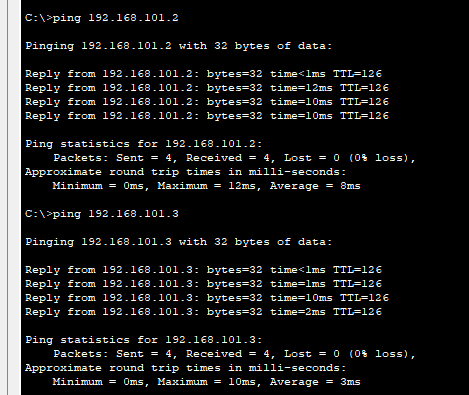 C:\>ping 192.168.101.2
Pinging 192.168.101.2 with 32 bytes of data:
Reply from 192.168.101.2: bytes=32 time<1ms TTL=126
Reply from 192.168.101.2: bytes=32 time=12ms TTL=126
Reply from 192.168.101.2: bytes=32 time=10ms TTL=126
Reply from 192.168.101.2: bytes=32 time=10ms TTL=126
Ping statistics for 192.168.101.2:
Packets: Sent = 4, Received = 4, Lost = 0 (0% loss),
Approximate round trip times in milli-seconds:
Minimum = 0ms, Maximum = 12ms, Average = 8ms
C:\>ping 192.168.101.3
Pinging 192.168.101.3 with 32 bytes of data:
Reply from 192.168.101.3: bytes=32 time<1ms TTL=126
Reply from 192.168.101.3: bytes=32 time=1ms TTL=126
Reply from 192.168.101.3: bytes=32 time=10ms TTL=126
Reply from 192.168.101.3: bytes=32 time=2ms TTL=126
Ping statistics for 192.168.101.3:
Packets: Sent = 4, Received = 4, Lost = 0 (0% loss),
Approximate round trip times in milli-seconds:
Minimum = 0ms, Maximum = 10ms, Average = 3ms